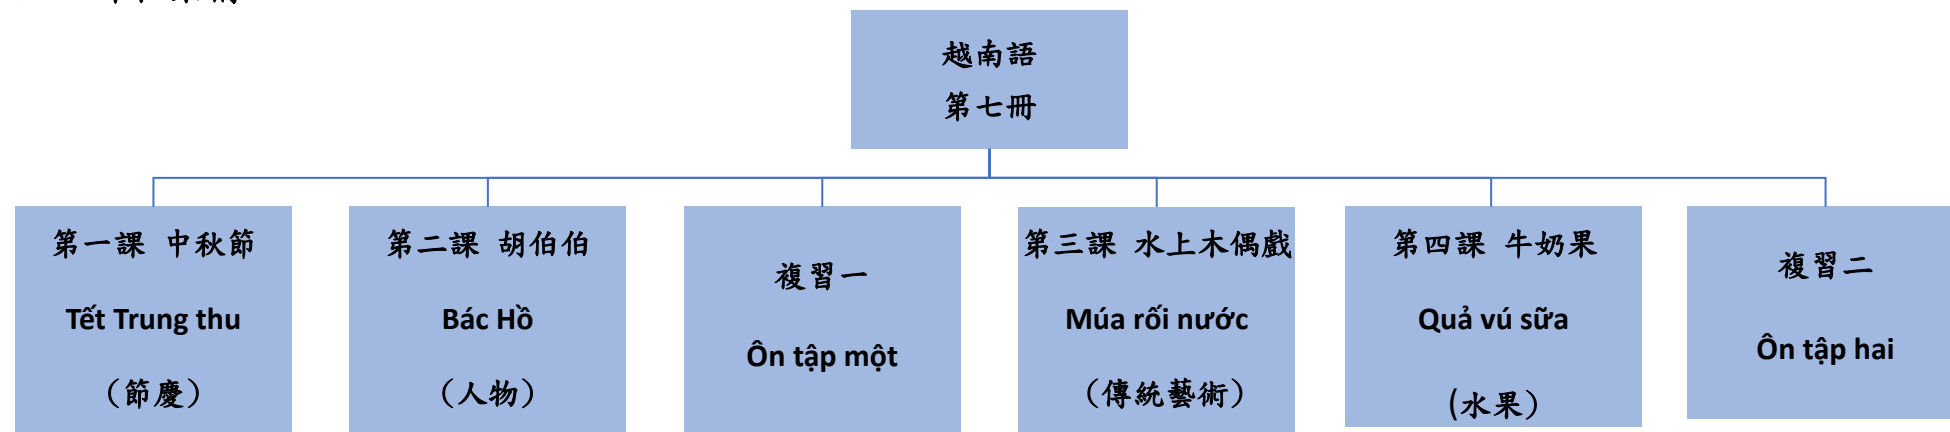 越南語
第七冊
第一課 中秋節
Tết Trung thu
（節慶）
第二課 胡伯伯
Bác Hồ
（人物）
複習一
Ôn tập một
第三課 水上木偶戲
Múa rối nước
（傳統藝術）
第四課 牛奶果
Quả vú sữa
(水果）
複習二
Ôn tập hai